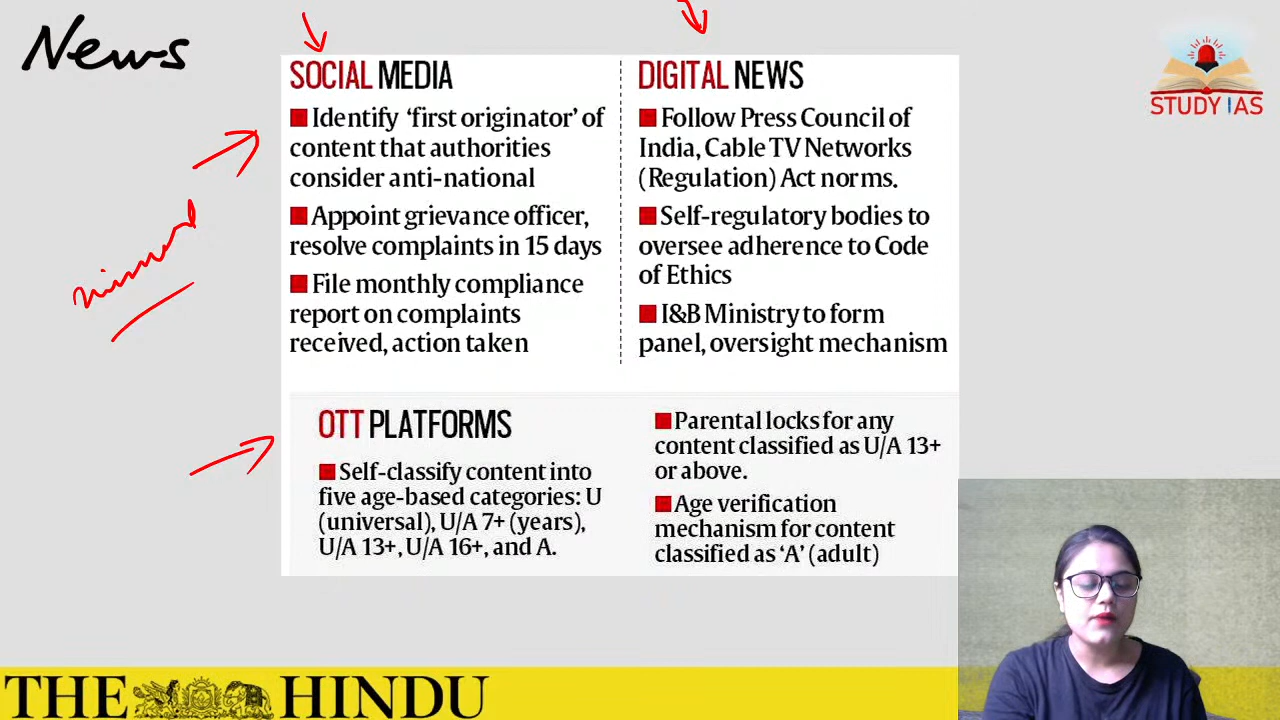 News
SOCIAL MEDIA
■ Identify ‘first originator’ of
content that authorities
consider anti-national
■ Appoint grievance officer,
resolve complaints in 15 days
■ File monthly compliance
report on complaints
received, action taken
DIGITAL NEWS
■ Follow Press Council of
India, Cable TV Networks
(Regulation) Act norms.
■ Self-regulatory bodies to
oversee adherence to Code
of Ethics
■ I&B Ministry to form
panel, oversight mechanism
OTT PLATFORMS
■ Self-classify content into
five age-based categories: U
(universal), U/A 7+ (years),
U/A 13+, U/A 16+, and A.
■ Parental locks for any
content classified as U/A 13+
or above.
■ Age verification
mechanism for content
classified as ‘A’ (adult)
STUDY IAS
THE HINDU